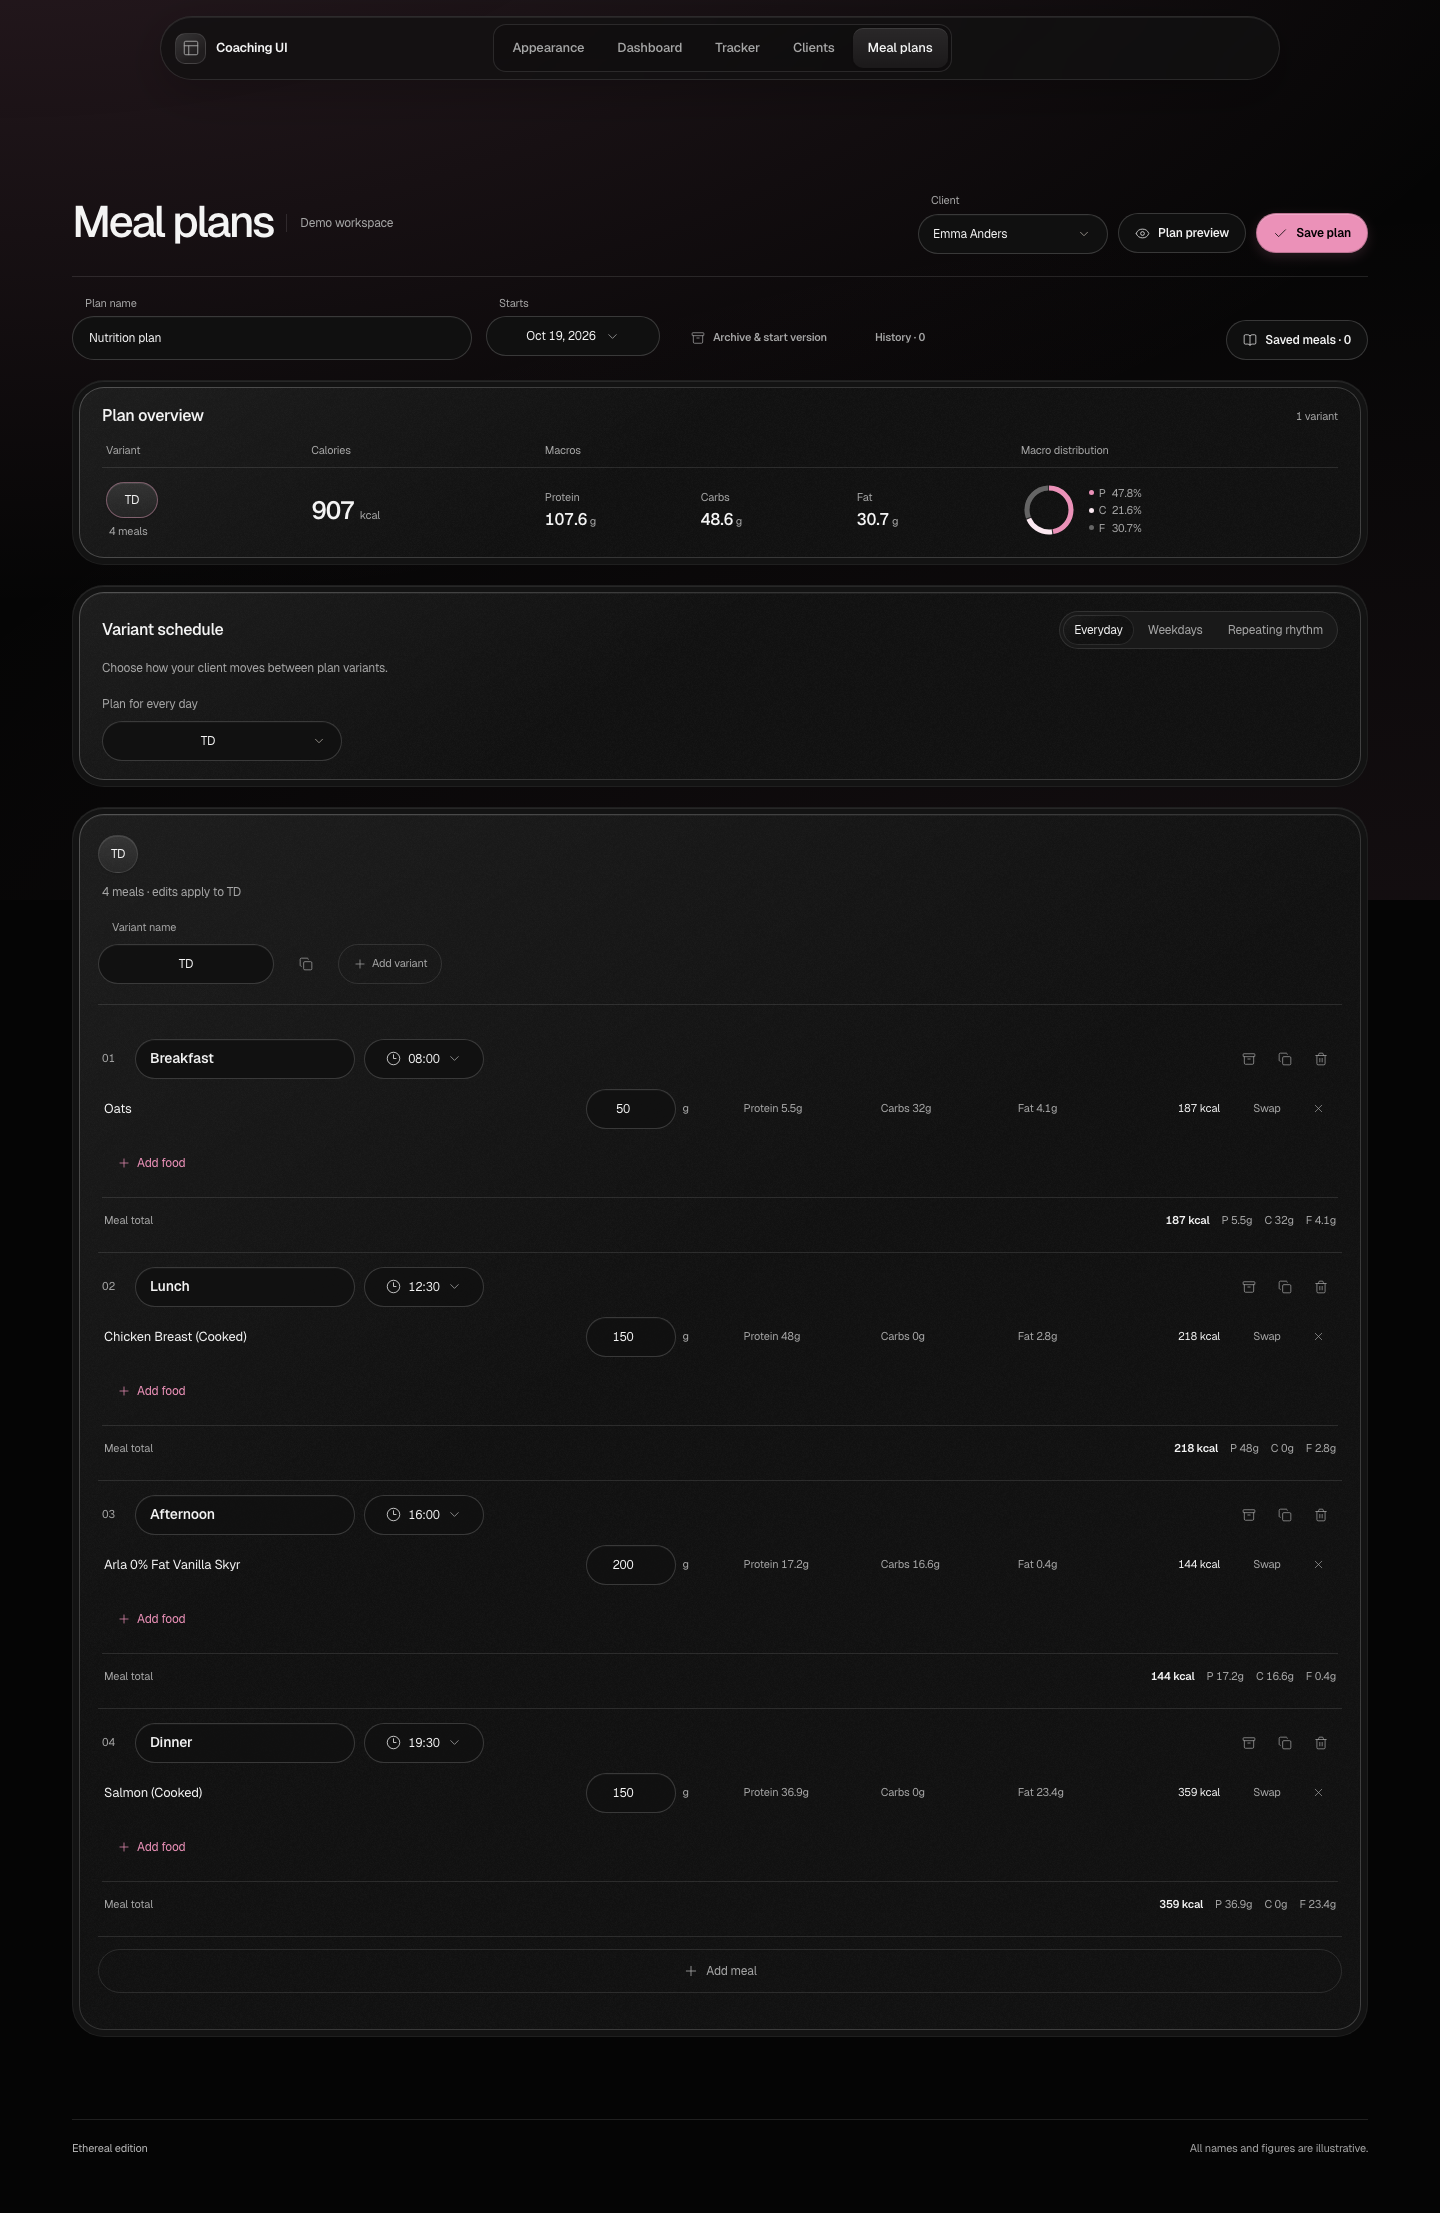 Coaching UI
Appearance Dashboard Tracker Clients Meal plans
Meal plans Demo workspace
Client
Emma Anders
Plan preview
Save plan
Plan name
Nutrition plan
Starts
Oct 19, 2026
Archive & start version
History · 0
Saved meals · 0
Plan overview 1 variant
Variant Calories Macros Macro distribution
TD
4 meals
907 kcal
Protein
107.6 g
Carbs
48.6 g
Fat
30.7 g
P 47.8%
C 21.6%
F 30.7%
Variant schedule
Everyday Weekdays Repeating rhythm
Choose how your client moves between plan variants.
Plan for every day
TD
TD
4 meals · edits apply to TD
Variant name
TD
Add variant
01 Breakfast 08:00
Oats 50 g Protein 5.5g Carbs 32g Fat 4.1g 187 kcal Swap
Add food
Meal total 187 kcal P 5.5g C 32g F 4.1g
02 Lunch 12:30
Chicken Breast (Cooked) 150 g Protein 48g Carbs 0g Fat 2.8g 218 kcal Swap
Add food
Meal total 218 kcal P 48g C 0g F 2.8g
03 Afternoon 16:00
Arla 0% Fat Vanilla Skyr 200 g Protein 17.2g Carbs 16.6g Fat 0.4g 144 kcal Swap
Add food
Meal total 144 kcal P 17.2g C 16.6g F 0.4g
04 Dinner 19:30
Salmon (Cooked) 150 g Protein 36.9g Carbs 0g Fat 23.4g 359 kcal Swap
Add food
Meal total 359 kcal P 36.9g C 0g F 23.4g
Add meal
Ethereal edition All names and figures are illustrative.